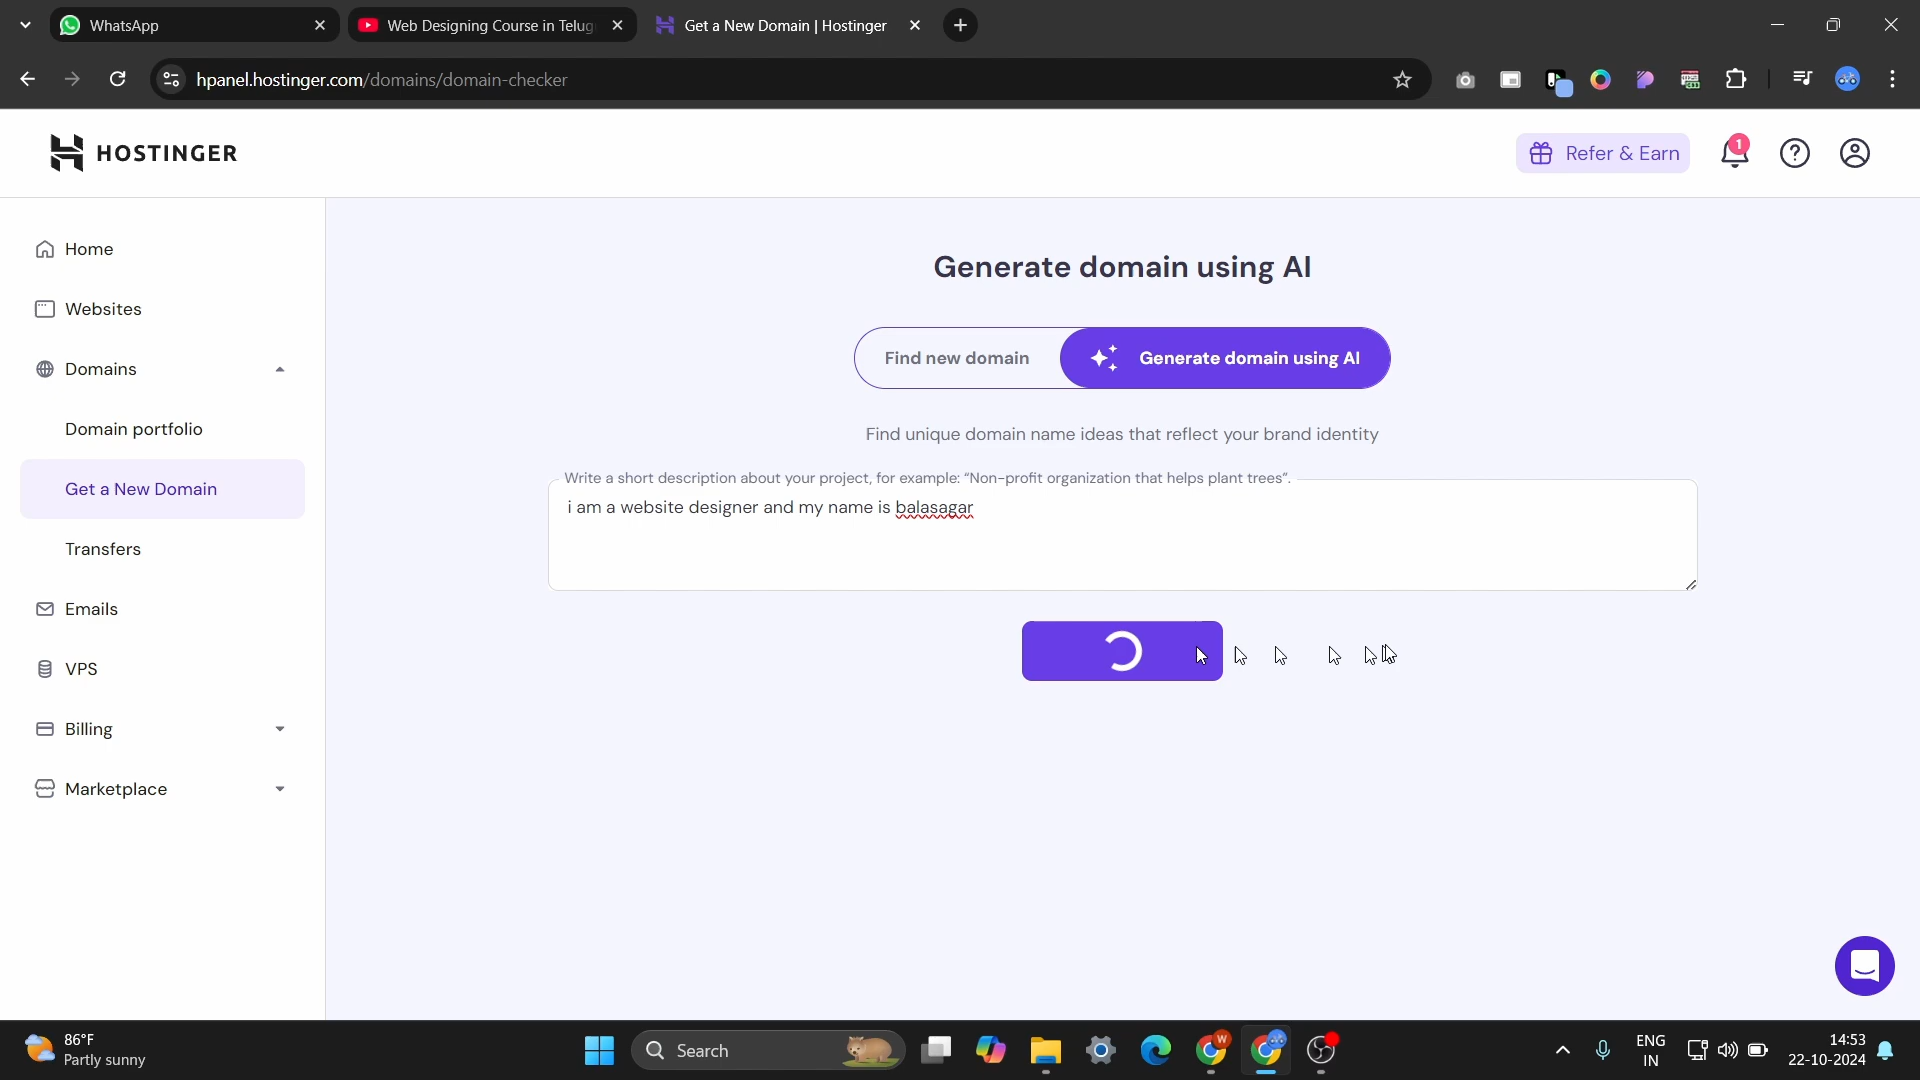 WhatsApp
Web Designing Course in Telug
Get a New Domain | Hostinger
hpanel.hostinger.com/domains/domain-checker
HOSTINGER
Refer & Earn
1
Home
Websites
Domains
Domain portfolio
Get a New Domain
Transfers
Emails
VPS
Billing
Marketplace
Generate domain using AI
Find new domain
Generate domain using AI
Find unique domain name ideas that reflect your brand identity
Write a short description about your project, for example: “Non-profit organization that helps plant trees”.
i am a website designer and my name is balasagar
86°F
Partly sunny
Search
W
ENG
IN
14:53
22-10-2024